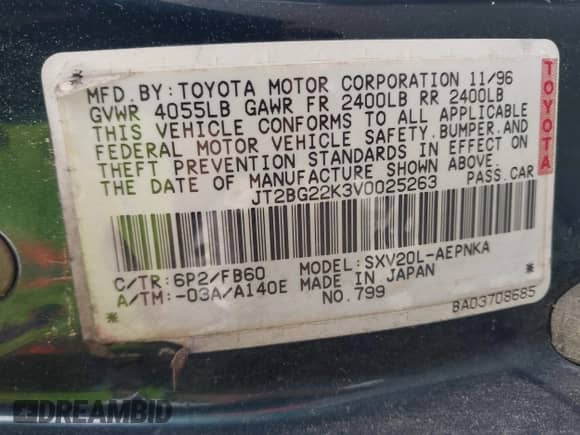 MFD. BY: TOYOTA MOTOR CORPORATION 11/96
GVWR 4055LB GAWR FR 2400LB RR 2400LB
THIS VEHICLE CONFORMS TO ALL APPLICABLE
FEDERAL MOTOR VEHICLE SAFETY, BUMPER, AND
THEFT PREVENTION STANDARDS IN EFFECT ON
THE DATE OF MANUFACTURE SHOWN ABOVE.
JT2BG22K3V0025263 PASS. CAR
TOYOTA
C/TR: 6P2/FB60 MODEL: SXV20L-AEPNKA
A/TM: -03A/A140E MADE IN JAPAN
* NO. 799 BAD3708685 *
DREAMBID